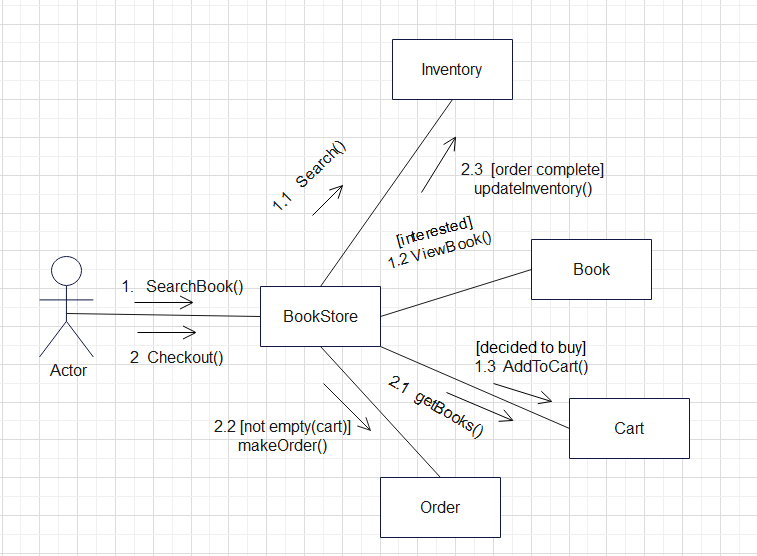 Inventory
1.1 Search()
2.3 [order complete]
updateInventory()
[interested]
1.2 ViewBook()
Book
1. SearchBook()
BookStore
2 Checkout()
Actor
[decided to buy]
1.3 AddToCart()
2.1 getBooks()
2.2 [not empty(cart)]
makeOrder()
Cart
Order